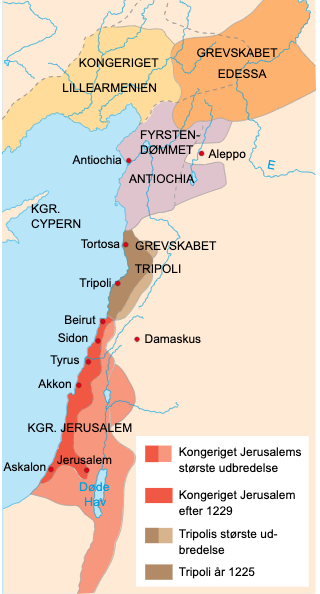 KONGERIGET
LILLEARMENIEN
GREVSKABET
EDESSA
FYRSTEN-
DØMMET
ANTIOCHIA
Antiochia
Aleppo
E
KGR.
CYPERN
Tortosa
GREVSKABET
TRIPOLI
Tripoli
Beirut
Sidon
Damaskus
Tyrus
Akkon
KGR. JERUSALEM
Askalon
Jerusalem
Døde
Hav
Kongeriget Jerusalems
største udbredelse
Kongeriget Jerusalem
efter 1229
Tripolis største ud-
bredelse
Tripoli år 1225